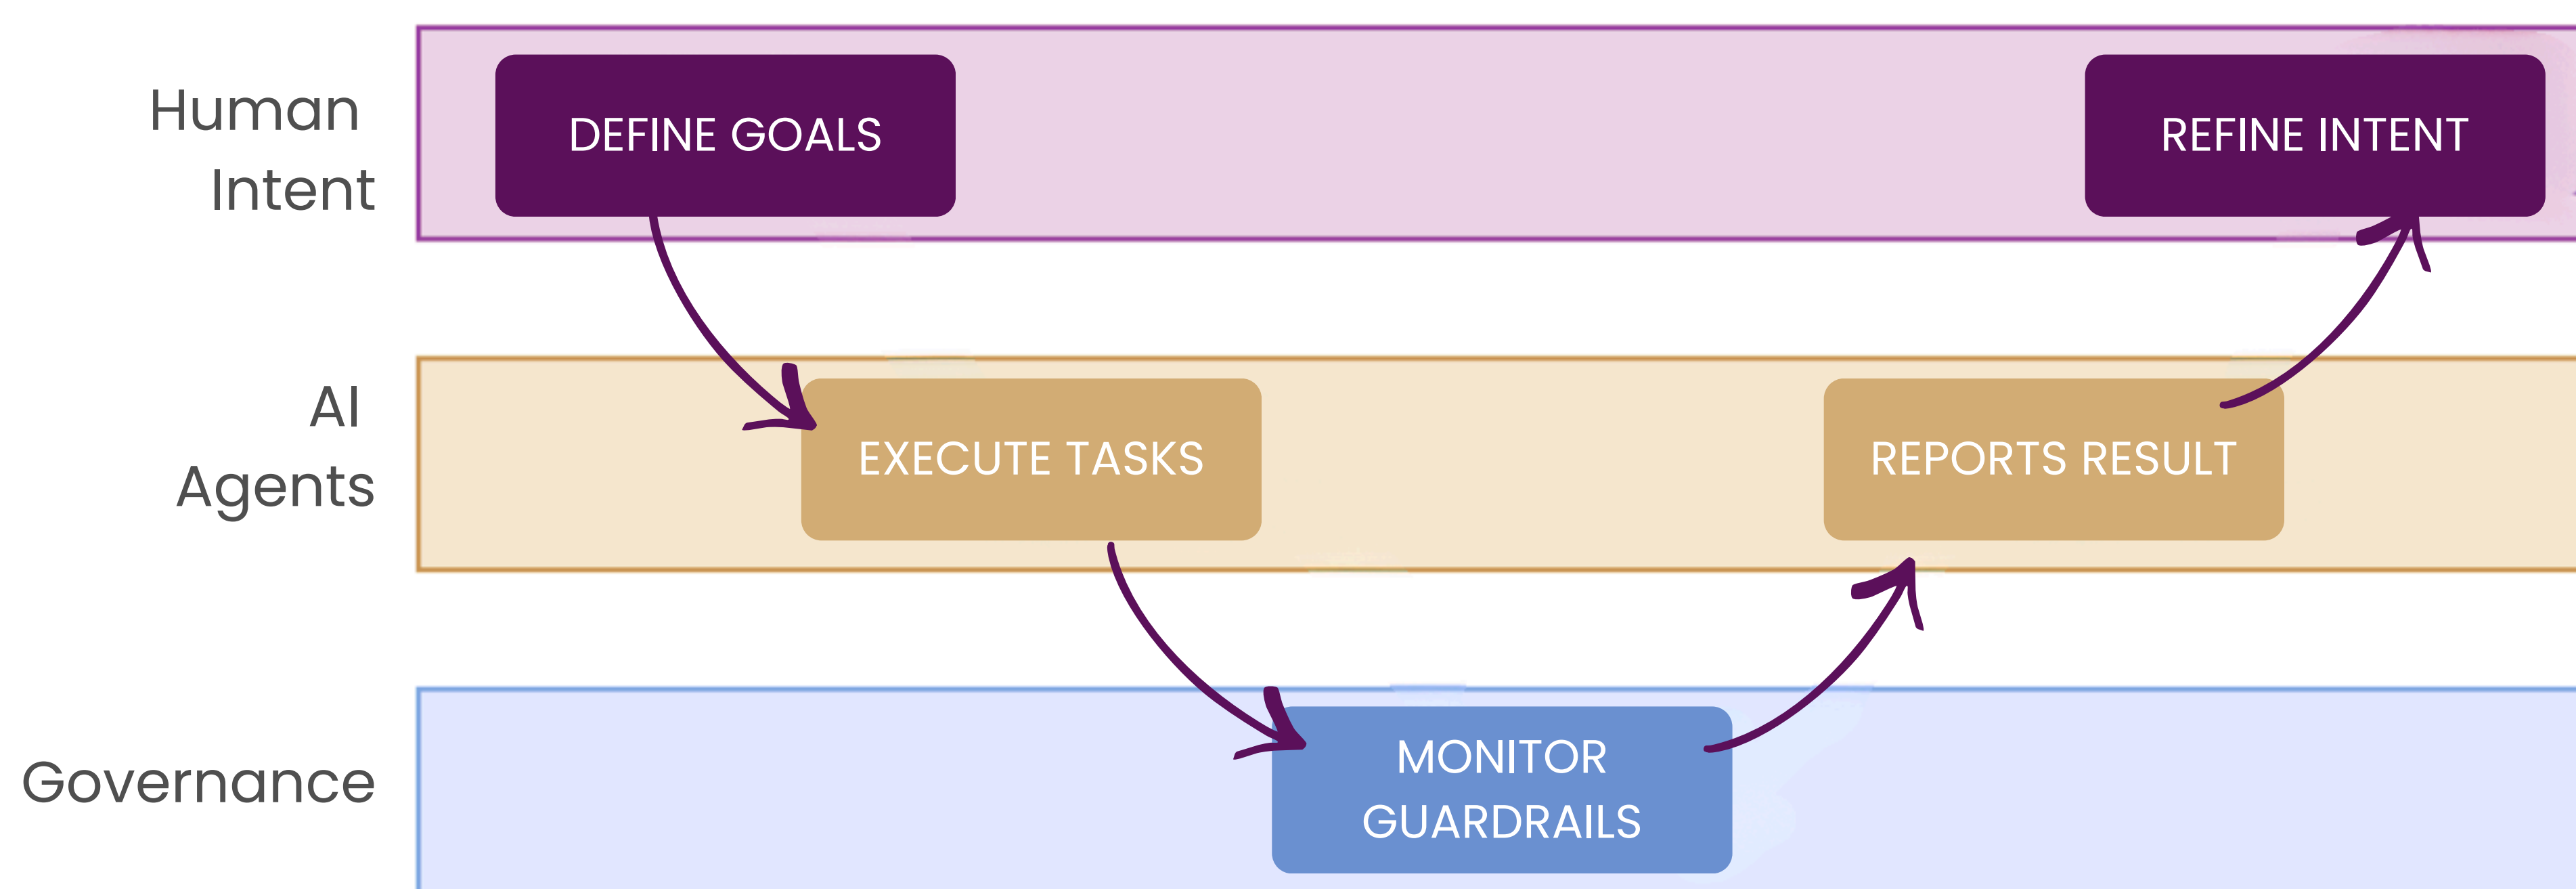 Human
Intent
DEFINE GOALS
REFINE INTENT
AI
Agents
EXECUTE TASKS
REPORTS RESULT
Governance
MONITOR
GUARDRAILS